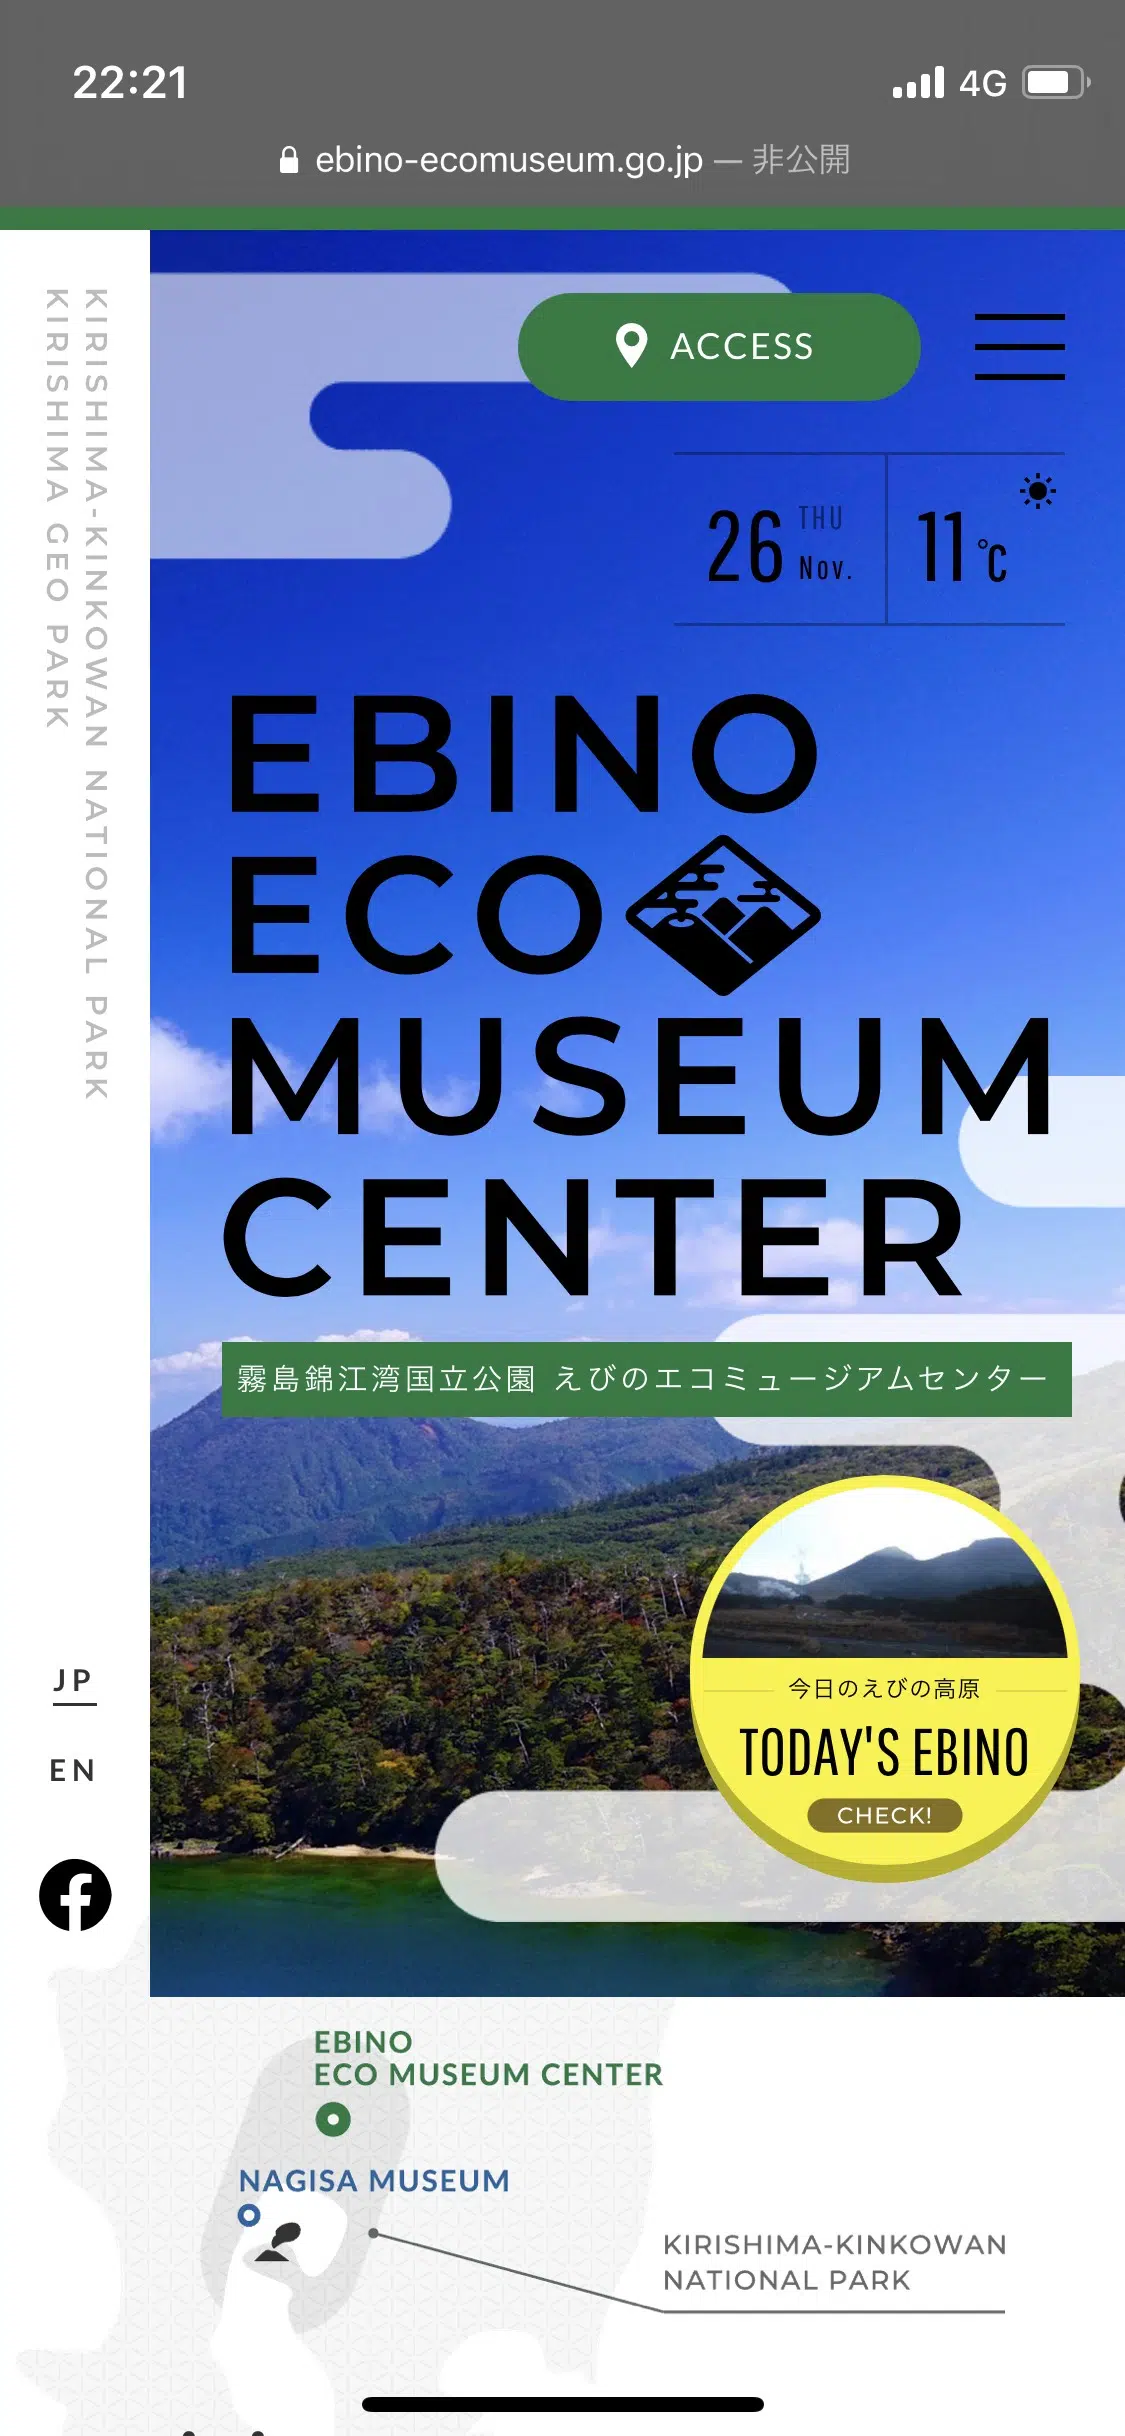 22:21
4G
ebino-ecomuseum.go.jp — 非公開
KIRISHIMA-KINKOWAN NATIONAL PARK
KIRISHIMA GEO PARK
ACCESS
26 THU Nov.
11℃
EBINO
ECO
MUSEUM
CENTER
霧島錦江湾国立公園 えびのエコミュージアムセンター
今日のえびの高原
TODAY'S EBINO
CHECK!
JP
EN
EBINO
ECO MUSEUM CENTER
NAGISA MUSEUM
KIRISHIMA-KINKOWAN
NATIONAL PARK